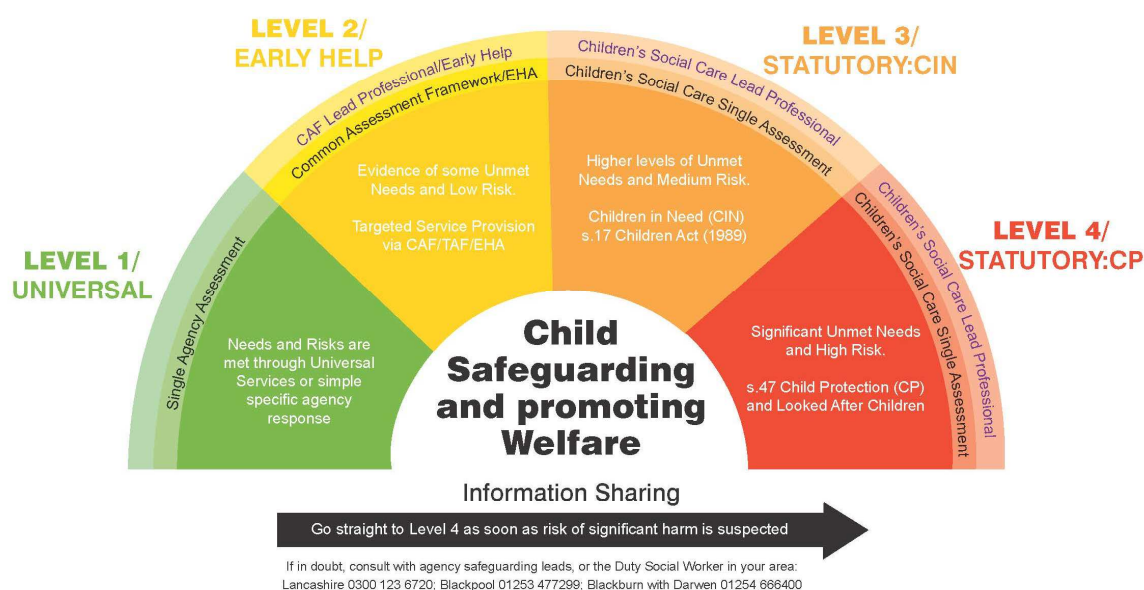 LEVEL 1/
UNIVERSAL
Single Agency Assessment
Needs and Risks are
met through Universal
Services or simple
specific agency
response
LEVEL 2/
EARLY HELP
CAF Lead Professional/Early Help
Common Assessment Framework/EHA
Evidence of some Unmet
Needs and Low Risk.
Targeted Service Provision
via CAF/TAF/EHA
LEVEL 3/
STATUTORY:CIN
Children's Social Care Lead Professional
Children's Social Care Single Assessment
Higher levels of Unmet
Needs and Medium Risk.
Children in Need (CIN)
s.17 Children Act (1989)
LEVEL 4/
STATUTORY:CP
Children's Social Care Lead Professional
Children's Social Care Single Assessment
Significant Unmet Needs
and High Risk.
s.47 Child Protection (CP)
and Looked After Children
Child
Safeguarding
and promoting
Welfare
Information Sharing
Go straight to Level 4 as soon as risk of significant harm is suspected
If in doubt, consult with agency safeguarding leads, or the Duty Social Worker in your area:
Lancashire 0300 123 6720; Blackpool 01253 477299; Blackburn with Darwen 01254 666400